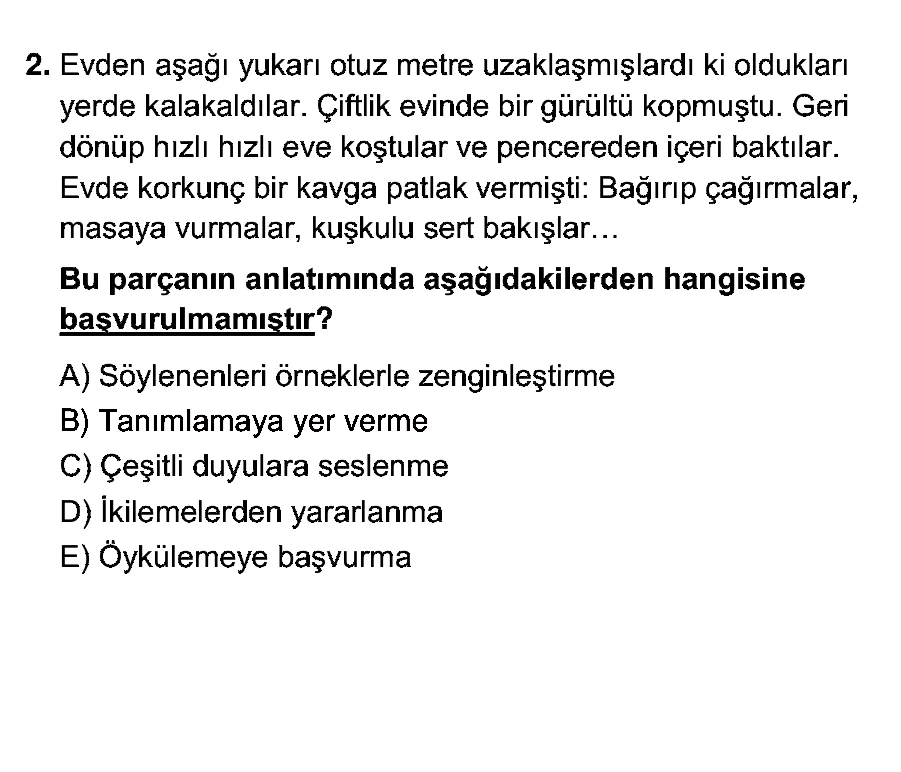 2. Evden aşağı yukarı otuz metre uzaklaşmışlardı ki oldukları
yerde kalakaldılar. Çiftlik evinde bir gürültü kopmuştu. Geri
dönüp hızlı hızlı eve koştular ve pencereden içeri baktılar.
Evde korkunç bir kavga patlak vermişti: Bağırıp çağırmalar,
masaya vurmalar, kuşkulu sert bakışlar…
Bu parçanın anlatımında aşağıdakilerden hangisine
başvurulmamıştır?
A) Söylenenleri örneklerle zenginleştirme
B) Tanımlamaya yer verme
C) Çeşitli duyulara seslenme
D) İkilemelerden yararlanma
E) Öykülemeye başvurma